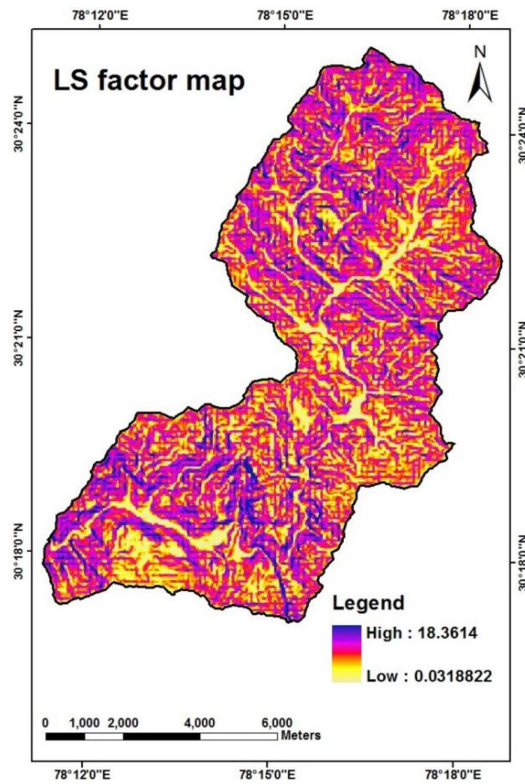 78°12'0"E 78°15'0"E 78°18'0"E
LS factor map
N
30°24'0"N
30°24'0"N
30°21'0"N
30°21'0"N
30°18'0"N
30°18'0"N
Legend
High : 18.3614
Low : 0.0318822
0 1,000 2,000 4,000 6,000
Meters
78°12'0"E 78°15'0"E 78°18'0"E